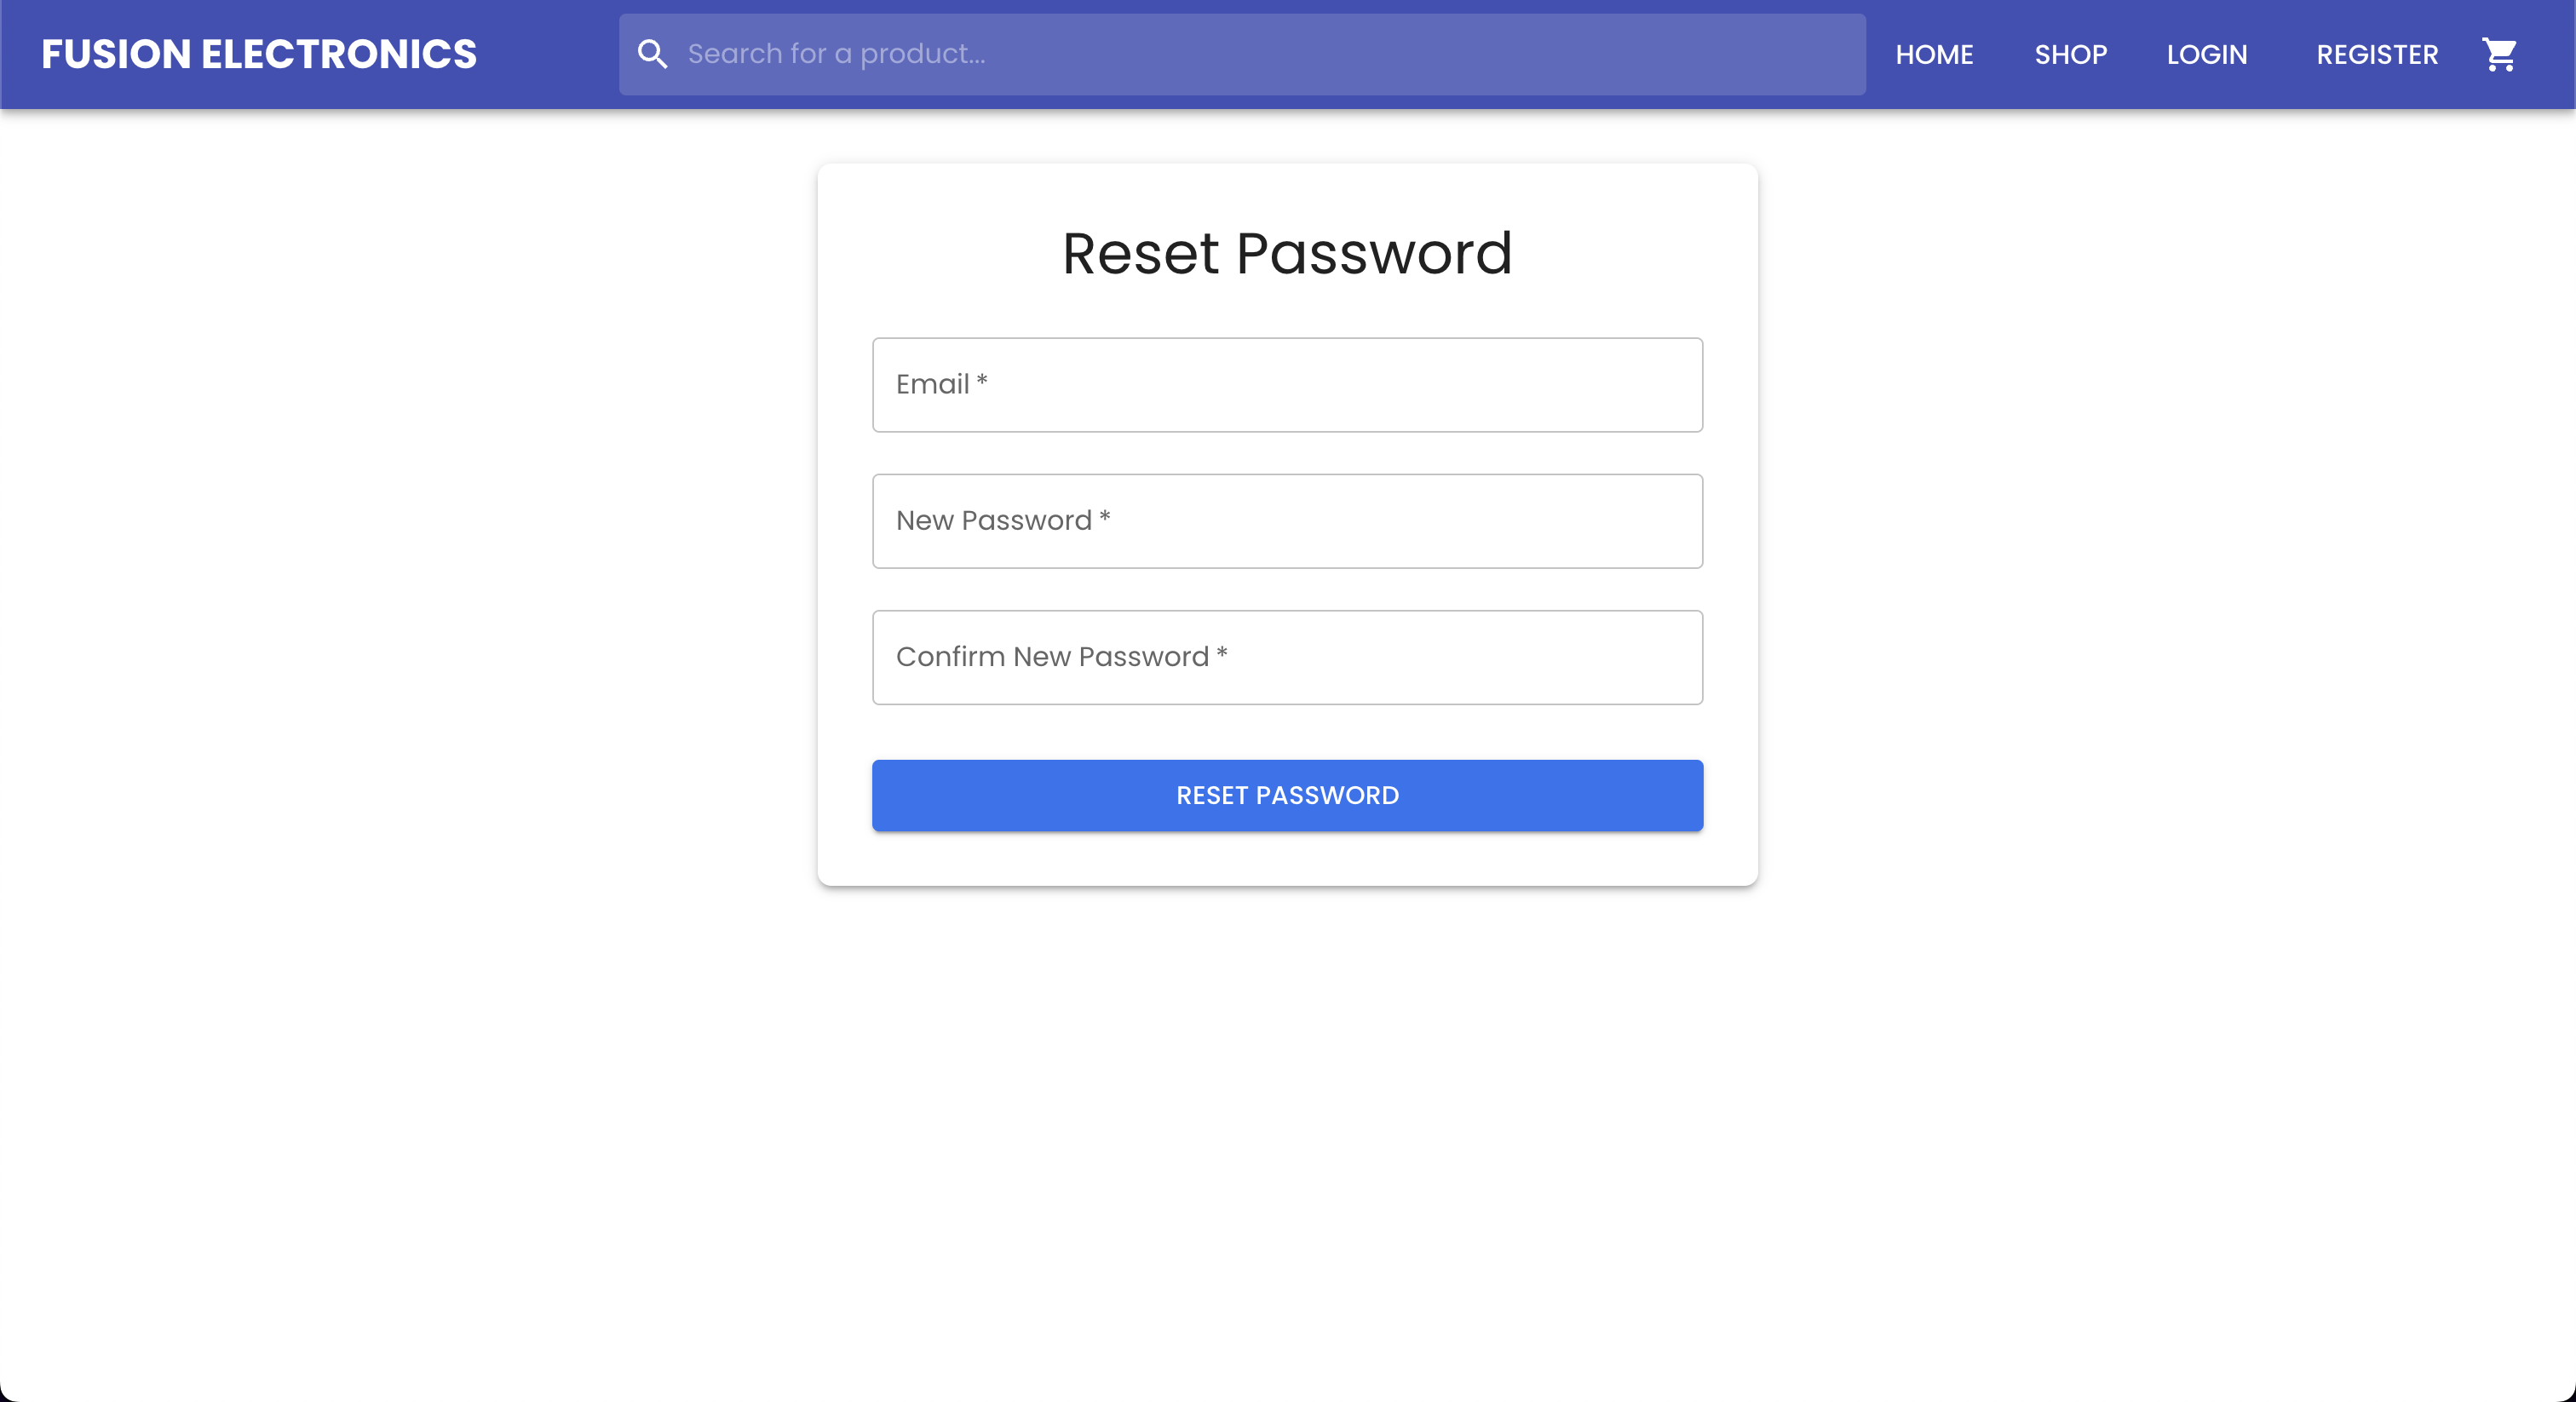 FUSION ELECTRONICS
Search for a product...
HOME
SHOP
LOGIN
REGISTER
Reset Password
Email *
New Password *
Confirm New Password *
RESET PASSWORD